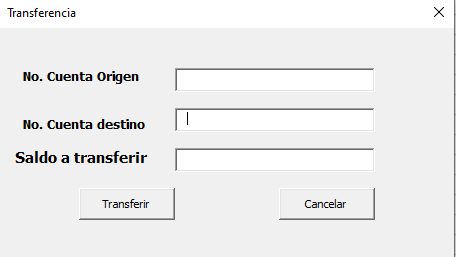 Transferencia
No. Cuenta Origen
No. Cuenta destino
Saldo a transferir
Transferir Cancelar